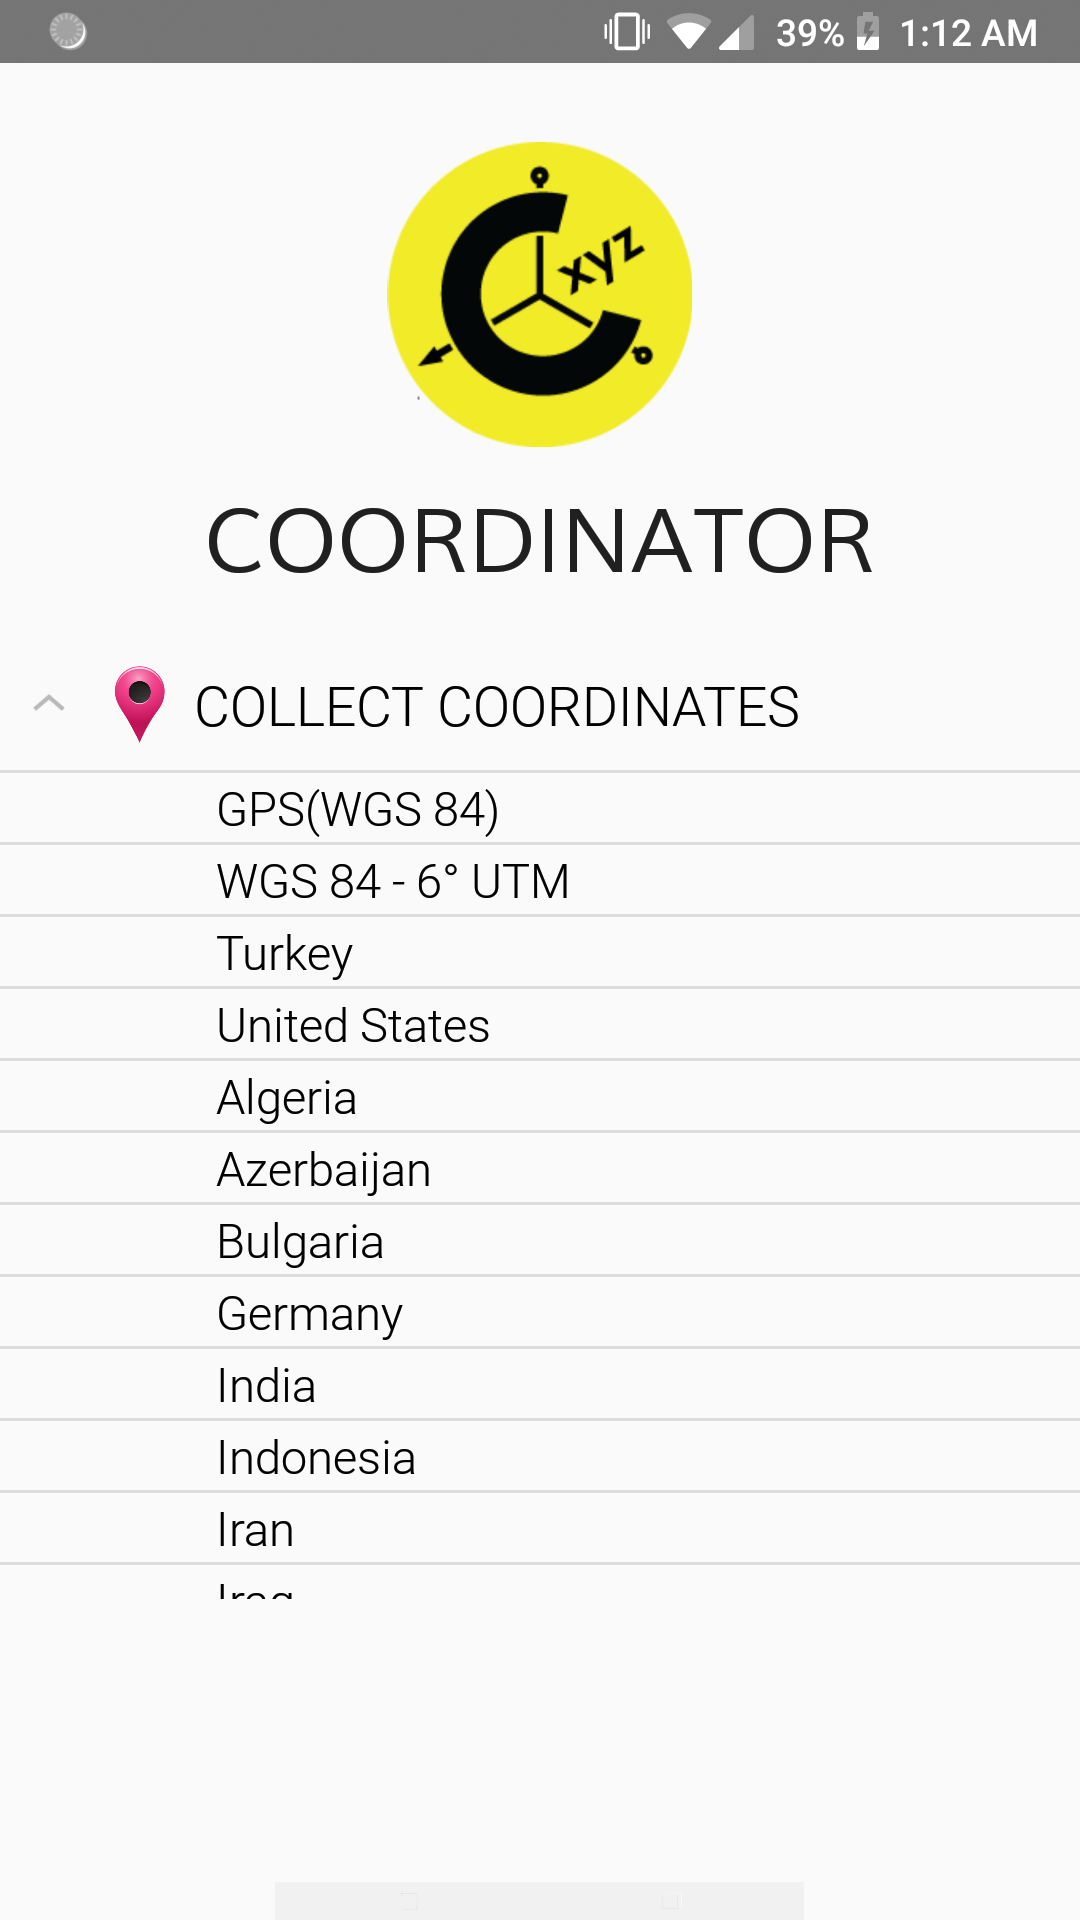 39% 1:12 AM
xyz
COORDINATOR
COLLECT COORDINATES
GPS(WGS 84)
WGS 84 - 6° UTM
Turkey
United States
Algeria
Azerbaijan
Bulgaria
Germany
India
Indonesia
Iran
Iraq